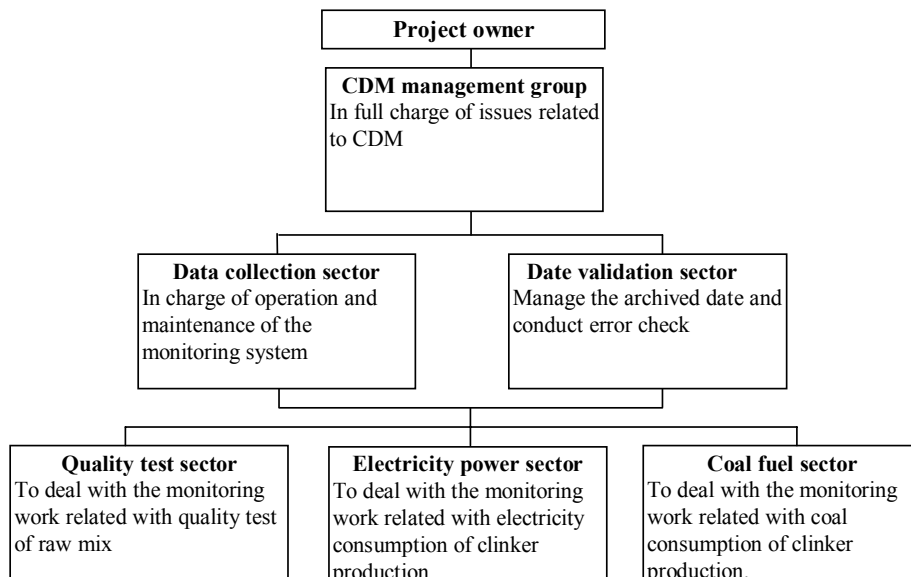 Project owner
CDM management group
In full charge of issues related
to CDM
Data collection sector
In charge of operation and
maintenance of the
monitoring system
Date validation sector
Manage the archived date and
conduct error check
Quality test sector
To deal with the monitoring
work related with quality test
of raw mix
Electricity power sector
To deal with the monitoring
work related with electricity
consumption of clinker
production
Coal fuel sector
To deal with the monitoring
work related with coal
consumption of clinker
production.